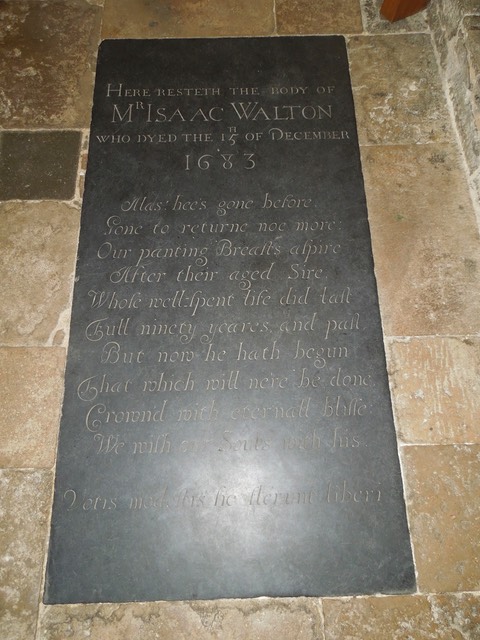 HERE RESTETH THE BODY OF
Mᴿ ISAAC WALTON
WHO DYED THE 15ᵀᴴ OF DECEMBER
1683
Alas! hee's gone before.
Gone to returne noe more.
Our panting Breasts aspire
After their aged Sire.
Whose well-spent life did last
Full ninety yeares, and past.
But now he hath begun
That which will nere be done.
Crown'd with eternall blisse:
We wish our Souls with his.
Votis modestis sic flerunt liberi